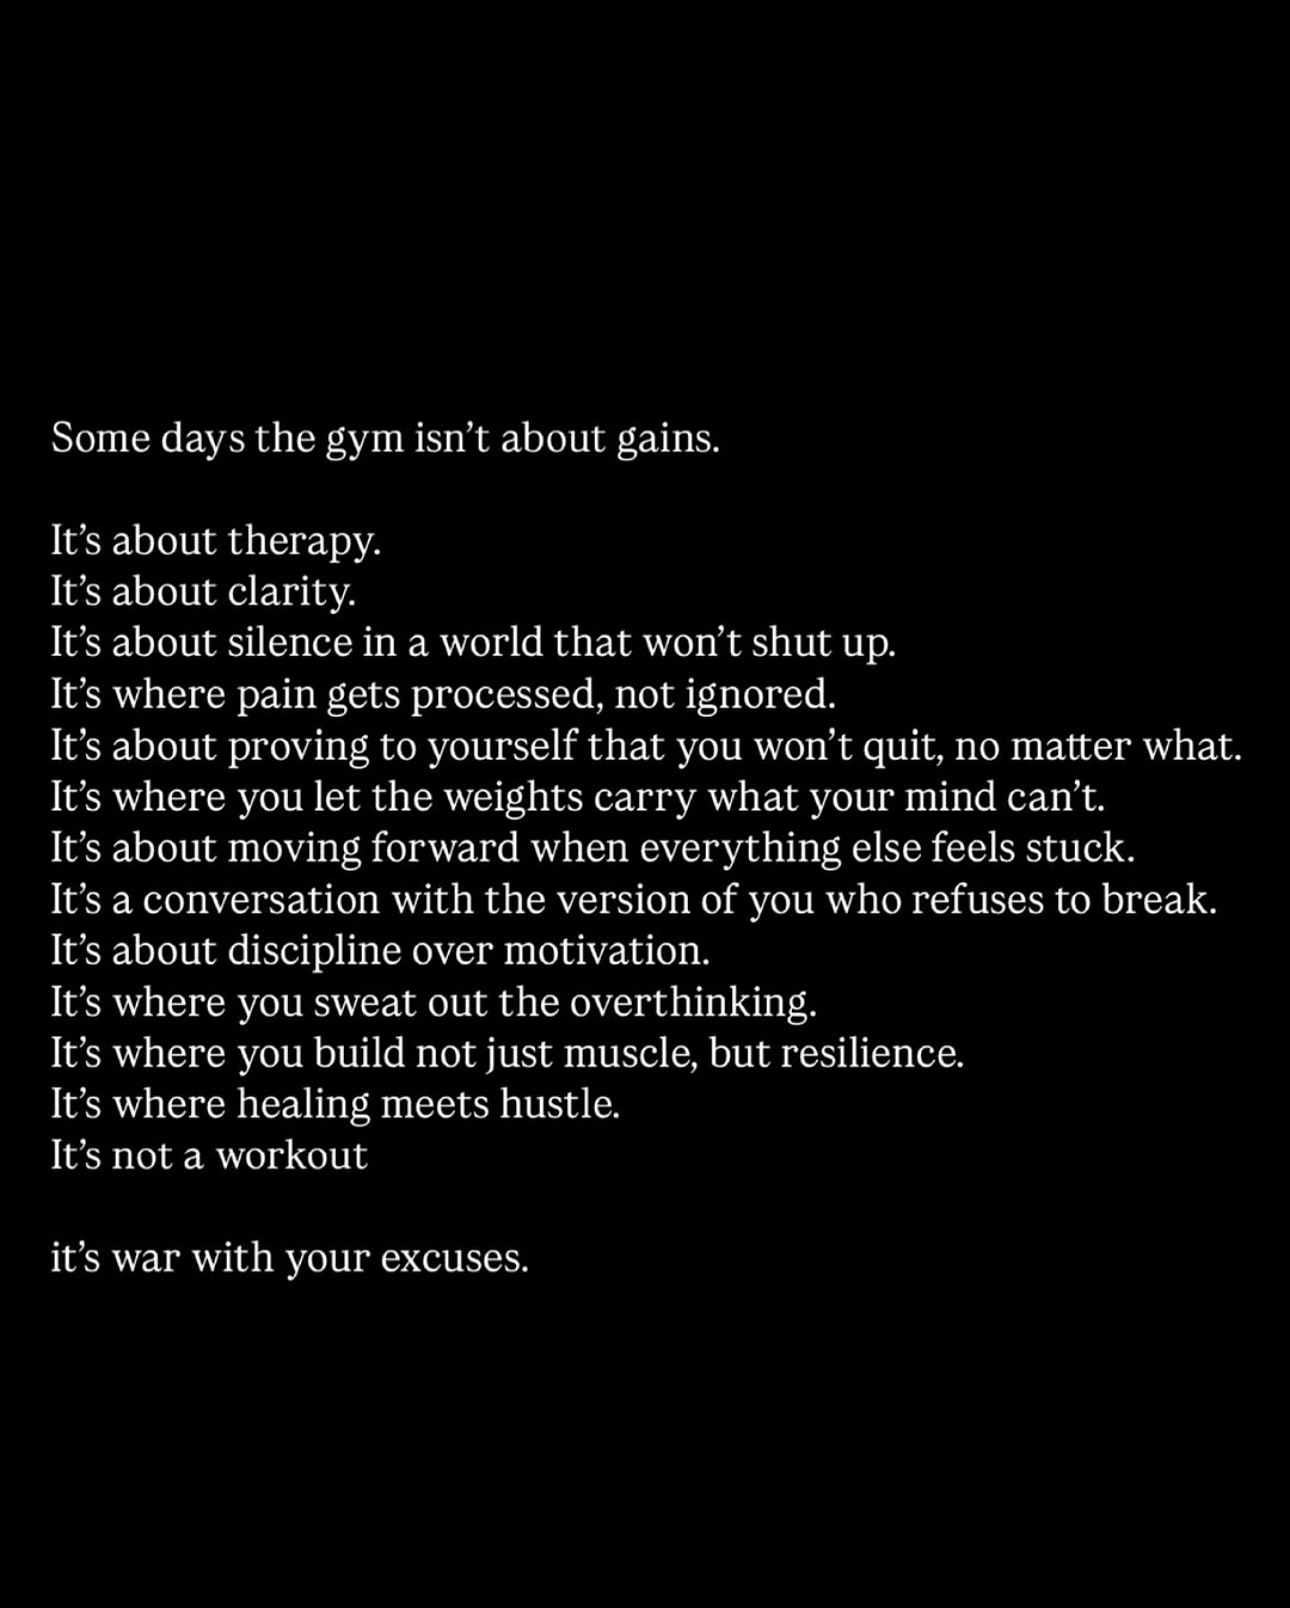 Some days the gym isn’t about gains.
It’s about therapy.
It’s about clarity.
It’s about silence in a world that won’t shut up.
It’s where pain gets processed, not ignored.
It’s about proving to yourself that you won’t quit, no matter what.
It’s where you let the weights carry what your mind can’t.
It’s about moving forward when everything else feels stuck.
It’s a conversation with the version of you who refuses to break.
It’s about discipline over motivation.
It’s where you sweat out the overthinking.
It’s where you build not just muscle, but resilience.
It’s where healing meets hustle.
It’s not a workout
it’s war with your excuses.